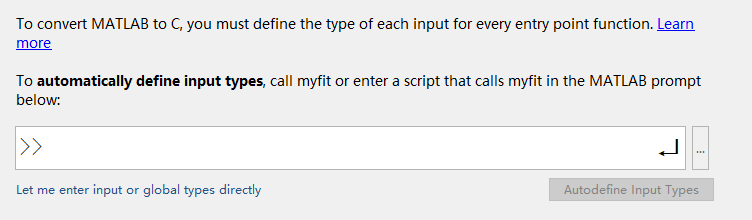 To convert MATLAB to C, you must define the type of each input for every entry point function. Learn
more
To automatically define input types, call myfit or enter a script that calls myfit in the MATLAB prompt
below:
>>
...
Let me enter input or global types directly
Autodefine Input Types